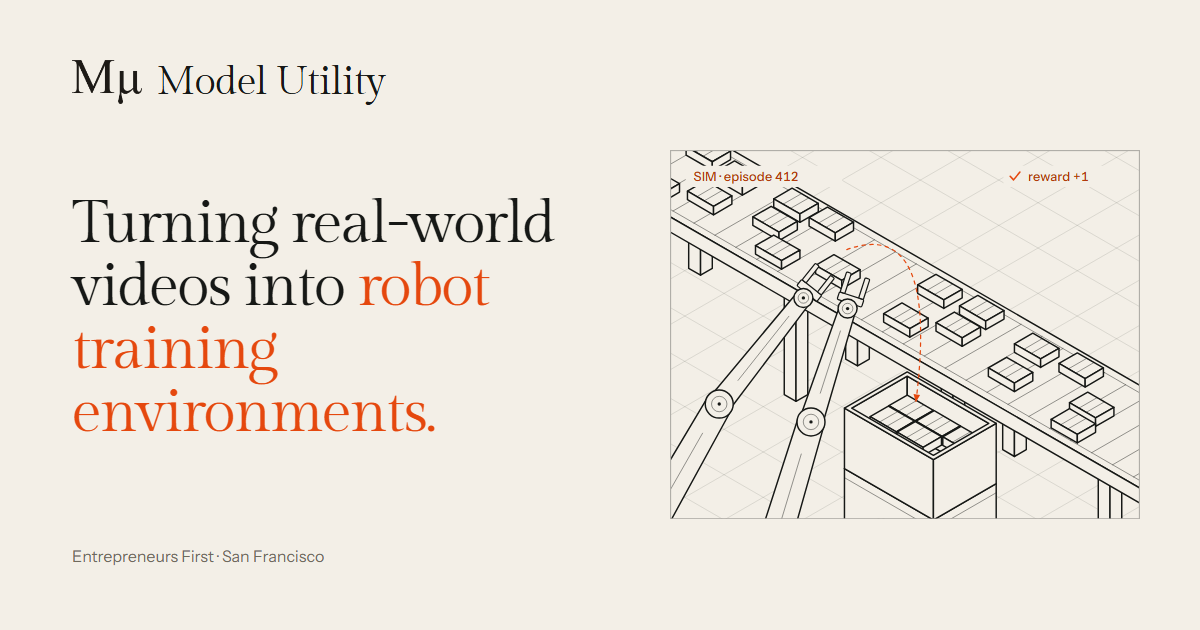 Mμ Model Utility
Turning real-world
videos into robot
training
environments.
SIM · episode 412
✓ reward +1
Entrepreneurs First · San Francisco